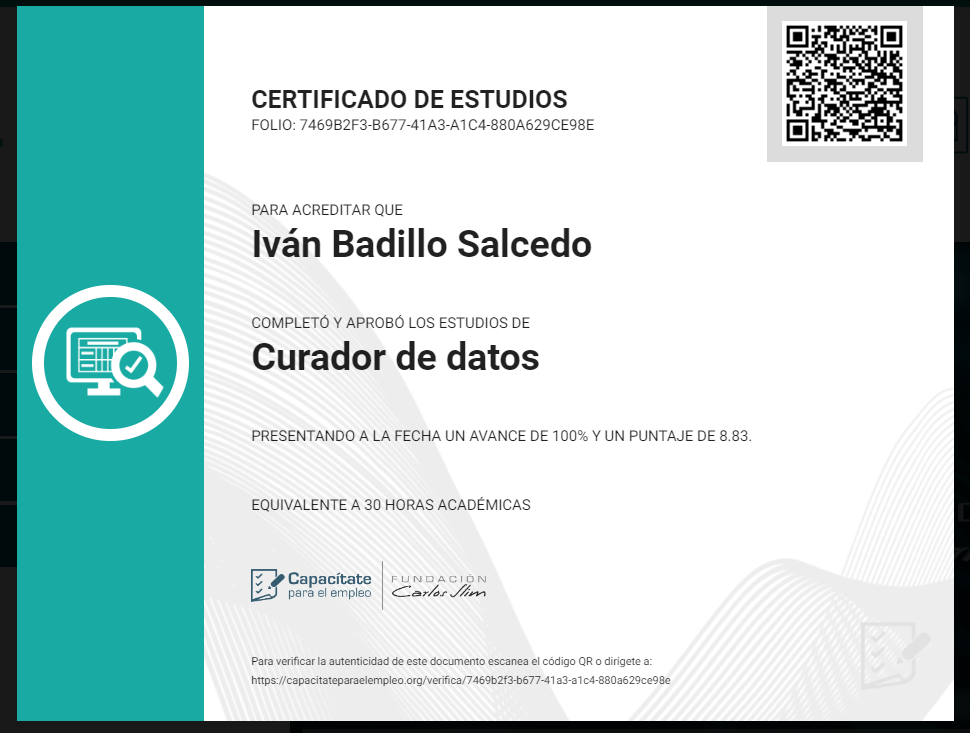 CERTIFICADO DE ESTUDIOS
FOLIO: 7469B2F3-B677-41A3-A1C4-880A629CE98E
PARA ACREDITAR QUE
Iván Badillo Salcedo
COMPLETÓ Y APROBÓ LOS ESTUDIOS DE
Curador de datos
PRESENTANDO A LA FECHA UN AVANCE DE 100% Y UN PUNTAJE DE 8.83.
EQUIVALENTE A 30 HORAS ACADÉMICAS
Capacítate
para el empleo
FUNDACIÓN
Carlos Slim
Para verificar la autenticidad de este documento escanea el código QR o dirígete a:
https://capacitateparaelempleo.org/verifica/7469b2f3-b677-41a3-a1c4-880a629ce98e